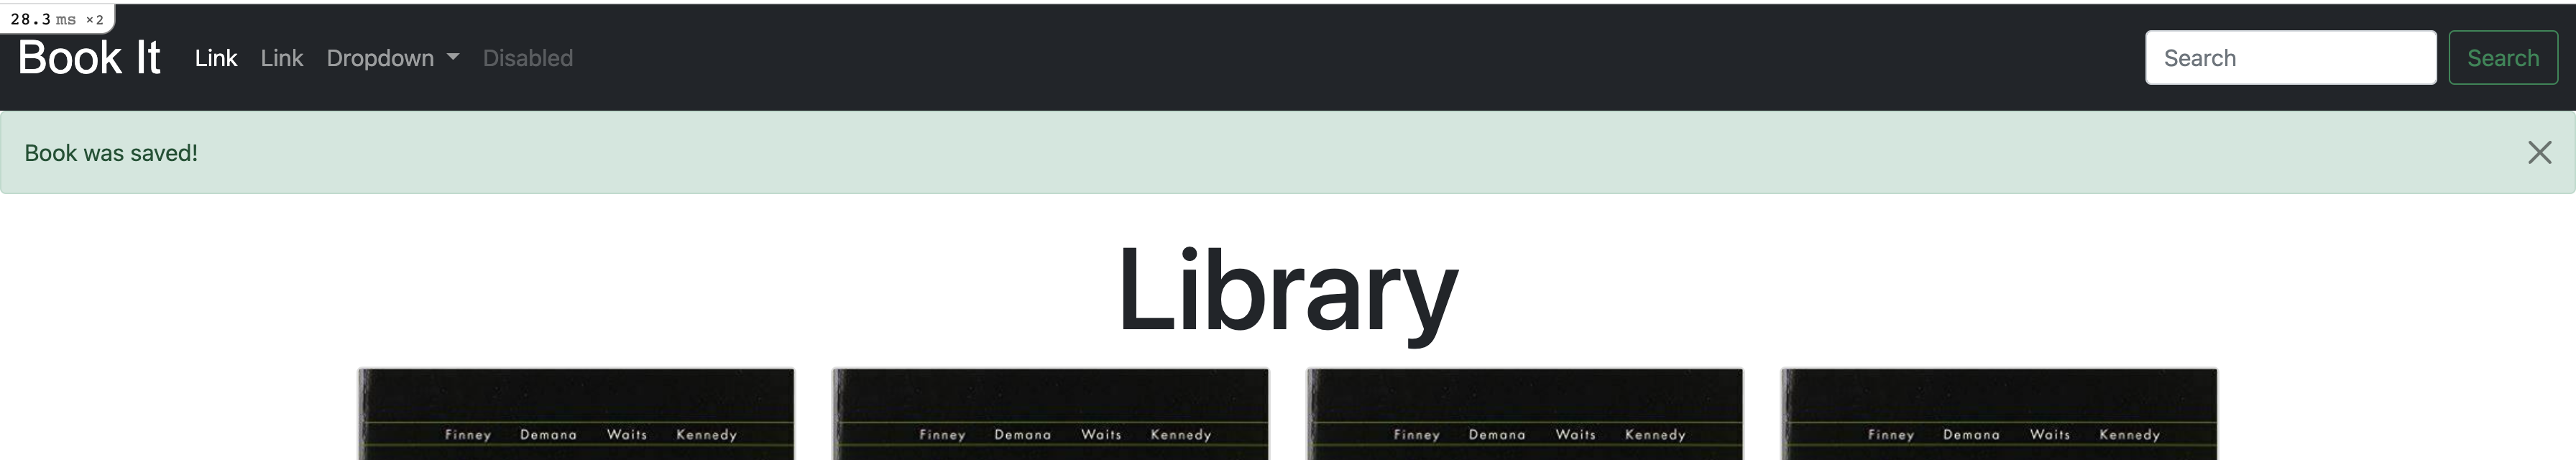 28.3 ms ×2
Book It Link Link Dropdown Disabled Search Search
Book was saved!
Library
Finney Demana Waits Kennedy Finney Demana Waits Kennedy Finney Demana Waits Kennedy Finney Demana Waits Kennedy